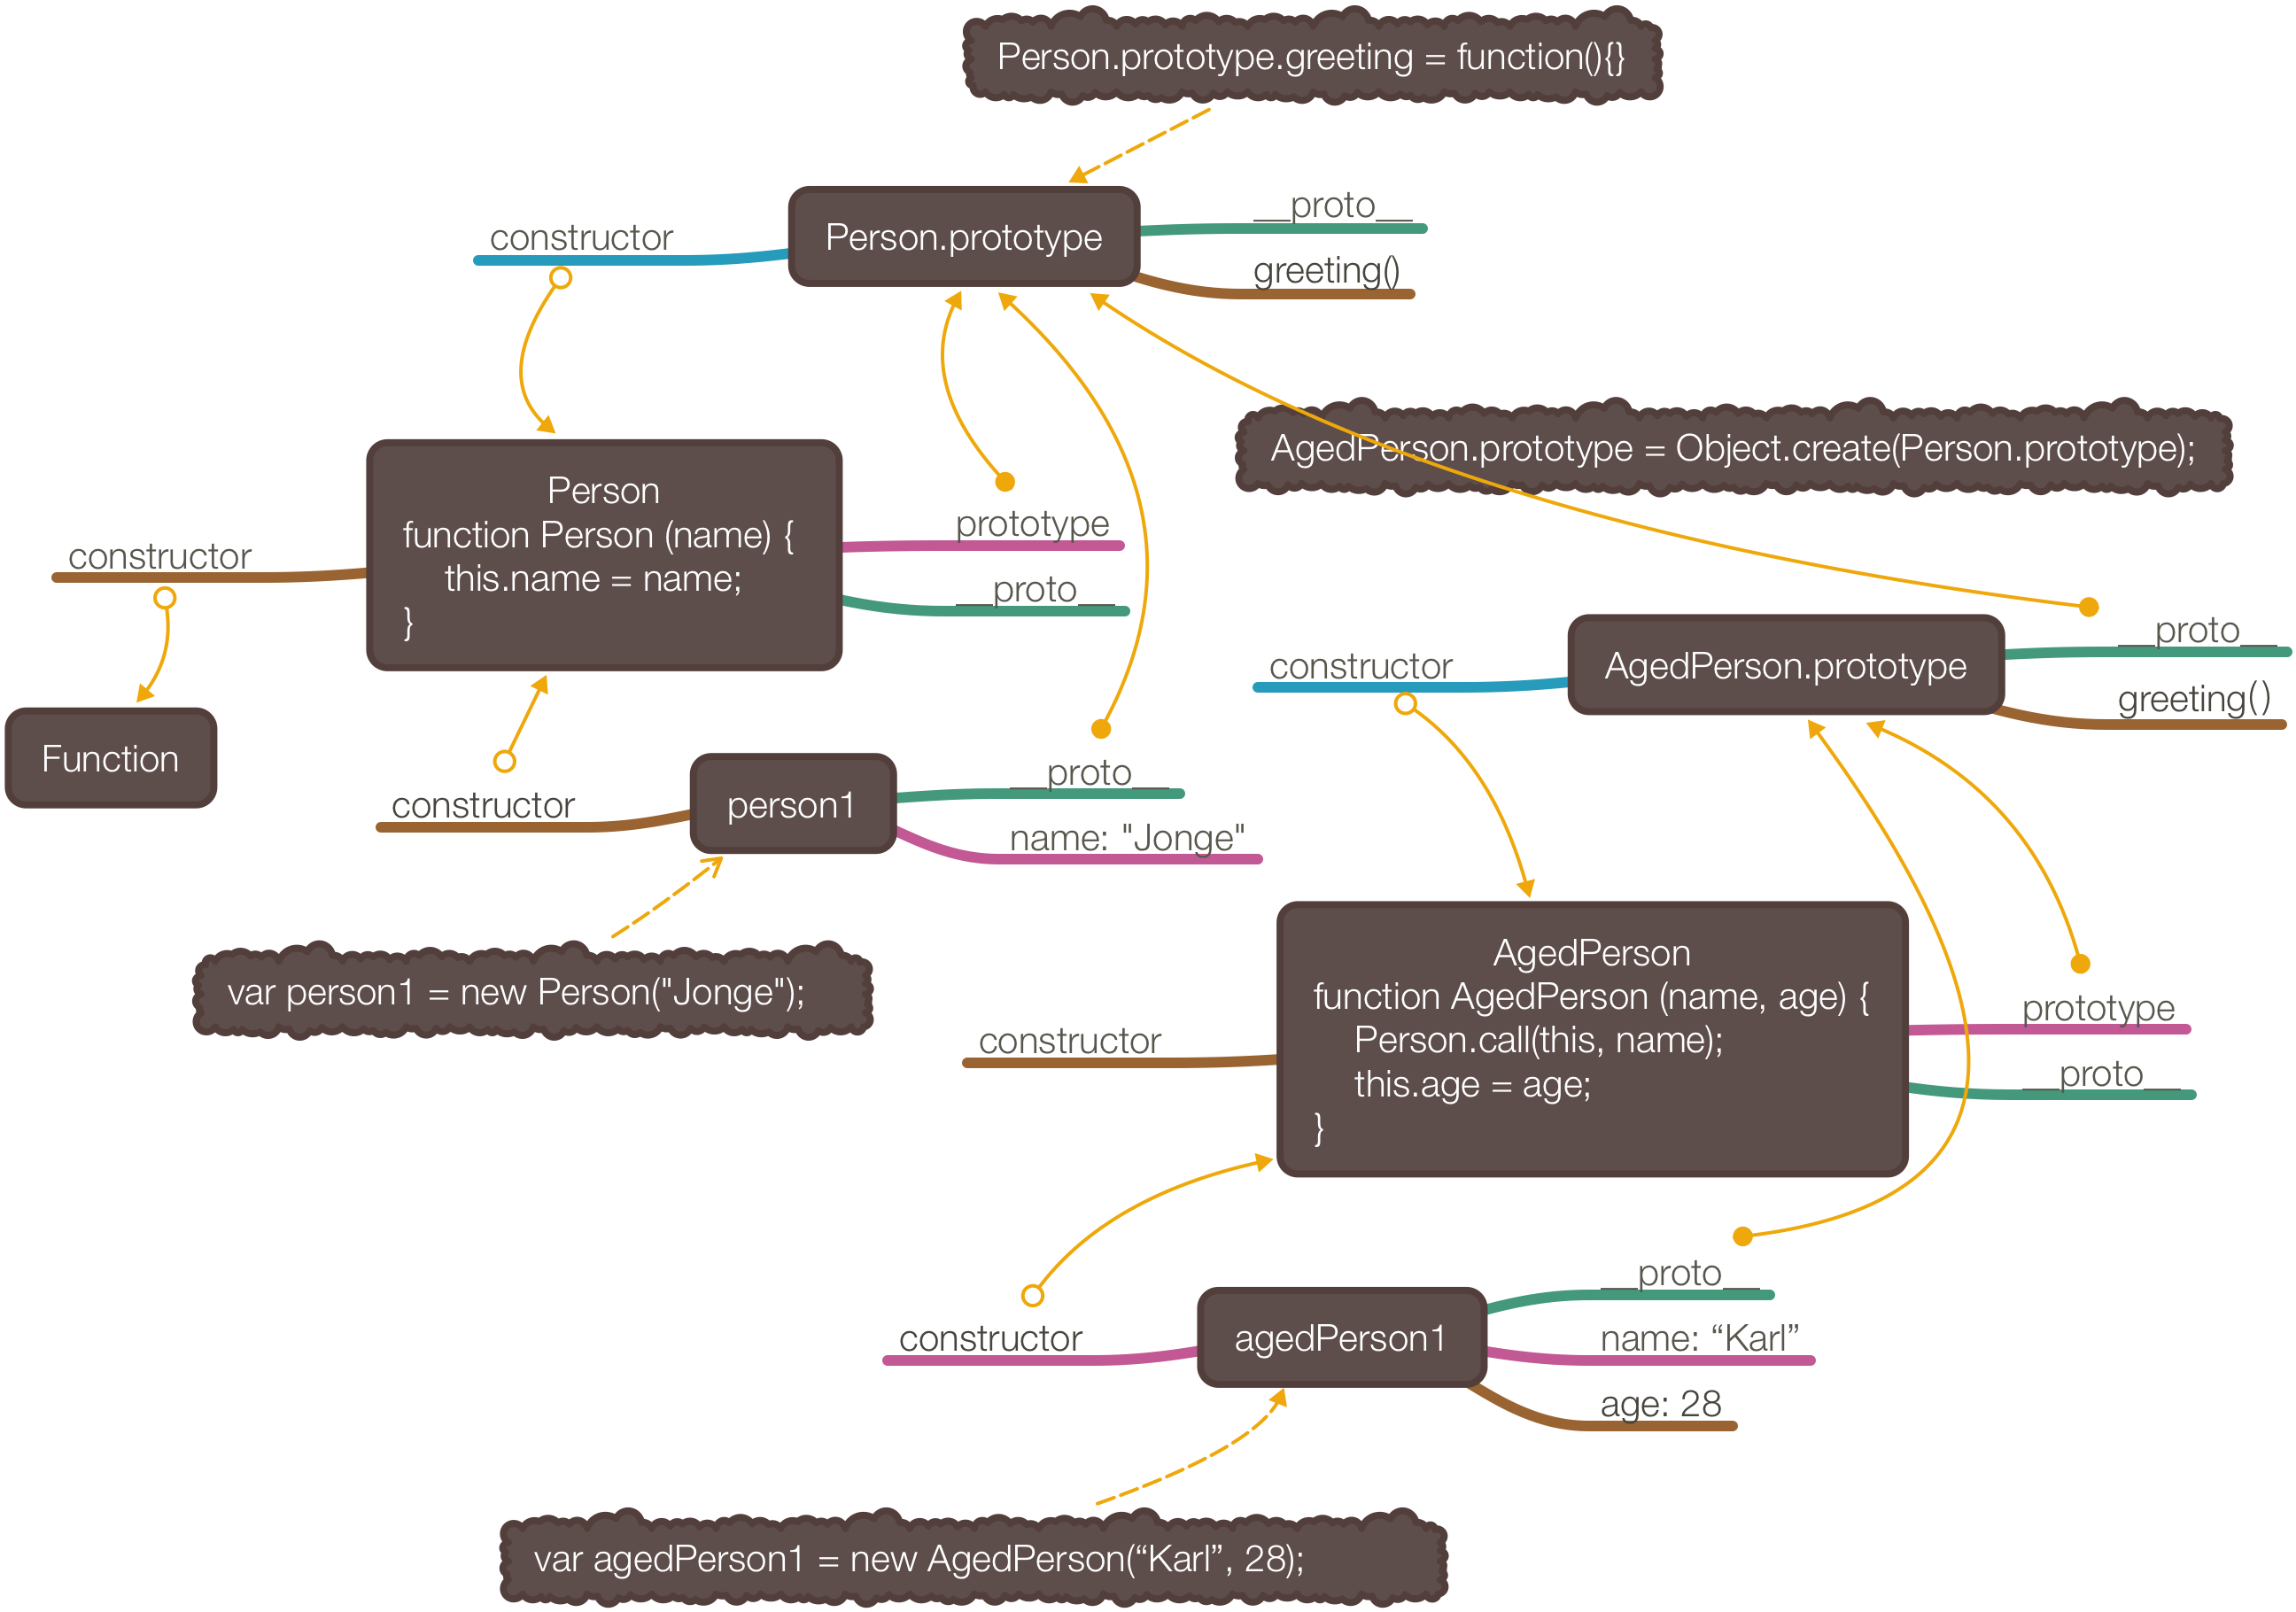 Person.prototype.greeting = function(){}
constructor
Person.prototype
__proto__
greeting()
AgedPerson.prototype = Object.create(Person.prototype);
constructor
Person
function Person (name) {
this.name = name;
}
prototype
__proto__
Function
constructor
person1
__proto__
name: "Jonge"
var person1 = new Person("Jonge");
constructor
AgedPerson.prototype
__proto__
greeting()
constructor
AgedPerson
function AgedPerson (name, age) {
Person.call(this, name);
this.age = age;
}
prototype
__proto__
constructor
agedPerson1
__proto__
name: “Karl”
age: 28
var agedPerson1 = new AgedPerson(“Karl”, 28);